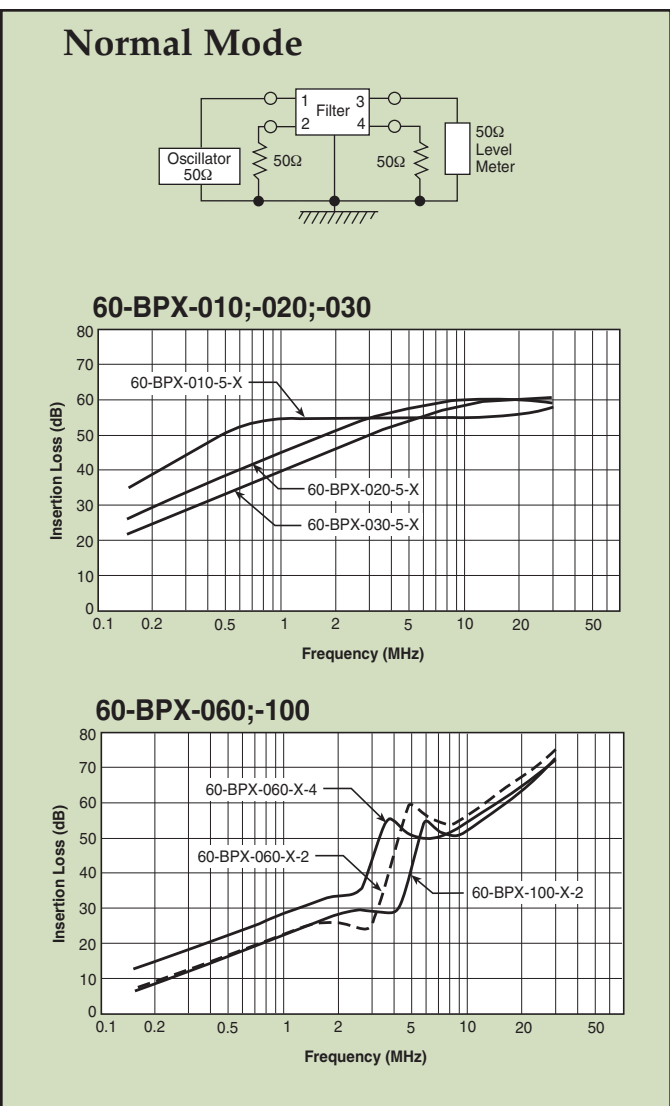 Normal Mode
1 Filter 3
2 4
Oscillator
50Ω
50Ω
50Ω
50Ω
Level
Meter
60-BPX-010;-020;-030
Insertion Loss (dB)
80
70
60
50
40
30
20
10
0
60-BPX-010-5-X
60-BPX-020-5-X
60-BPX-030-5-X
0.1 0.2 0.5 1 2 5 10 20 50
Frequency (MHz)
60-BPX-060;-100
Insertion Loss (dB)
80
70
60
50
40
30
20
10
0
60-BPX-060-X-4
60-BPX-060-X-2
60-BPX-100-X-2
0.1 0.2 0.5 1 2 5 10 20 50
Frequency (MHz)